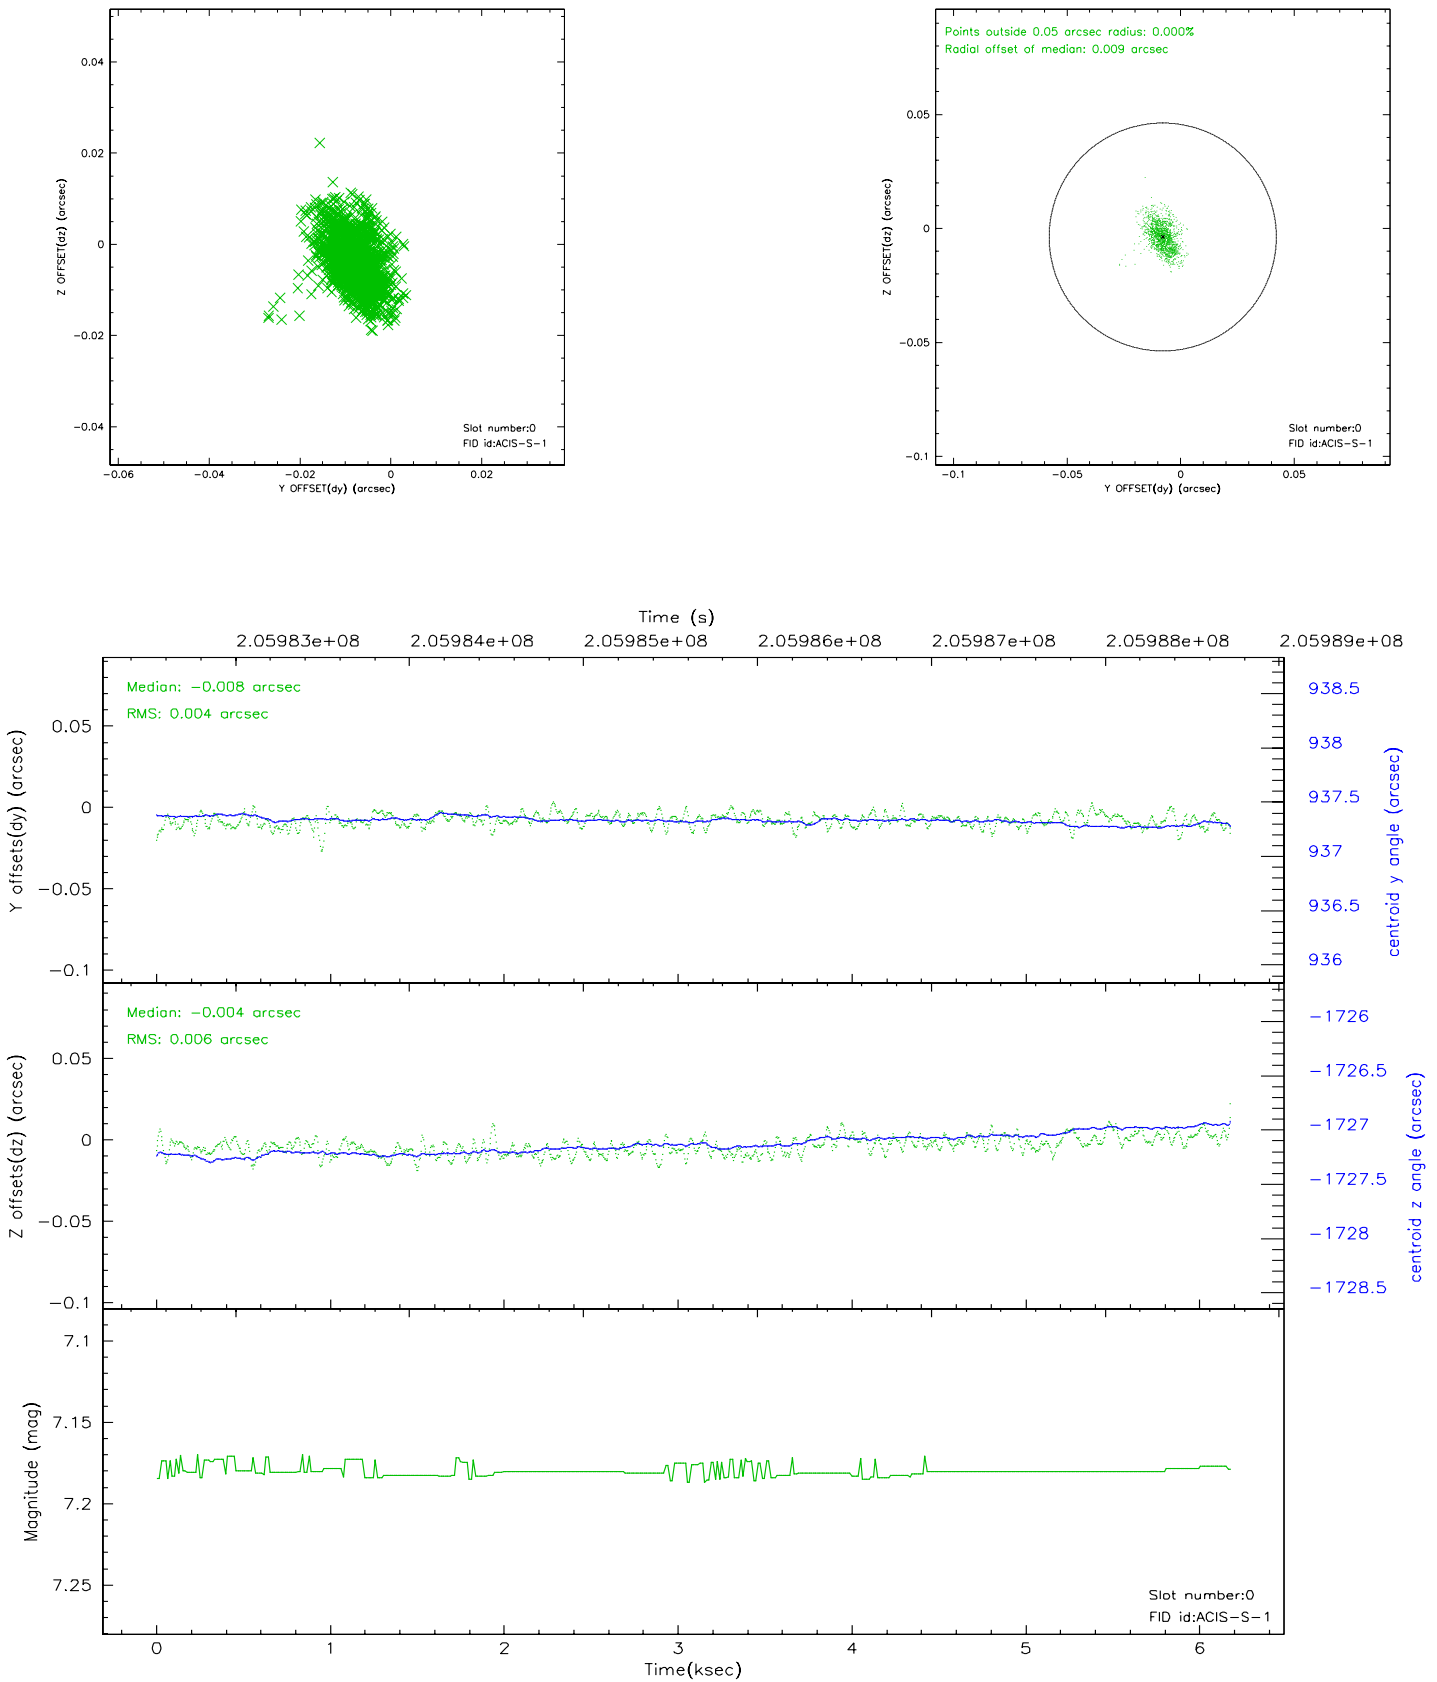 0.04
0.02
0
−0.02
−0.04
Z OFFSET(dz) (arcsec)
Slot number:0
FID id:ACIS−S−1
−0.06 −0.04 −0.02 0 0.02
Y OFFSET(dy) (arcsec)
Points outside 0.05 arcsec radius: 0.000%
Radial offset of median: 0.009 arcsec
0.05
0
−0.05
−0.1
Z OFFSET(dz) (arcsec)
Slot number:0
FID id:ACIS−S−1
−0.1 −0.05 0 0.05
Y OFFSET(dy) (arcsec)
Time (s)
2.05983e+08 2.05984e+08 2.05985e+08 2.05986e+08 2.05987e+08 2.05988e+08 2.05989e+08
Median: −0.008 arcsec
RMS: 0.004 arcsec
0.05
0
−0.05
−0.1
Y offsets(dy) (arcsec)
938.5
938
937.5
937
936.5
936
centroid y angle (arcsec)
Median: −0.004 arcsec
RMS: 0.006 arcsec
0.05
0
−0.05
−0.1
Z offsets(dz) (arcsec)
−1726
−1726.5
−1727
−1727.5
−1728
−1728.5
centroid z angle (arcsec)
7.1
7.15
7.2
7.25
Magnitude (mag)
Slot number:0
FID id:ACIS−S−1
0 1 2 3 4 5 6
Time(ksec)